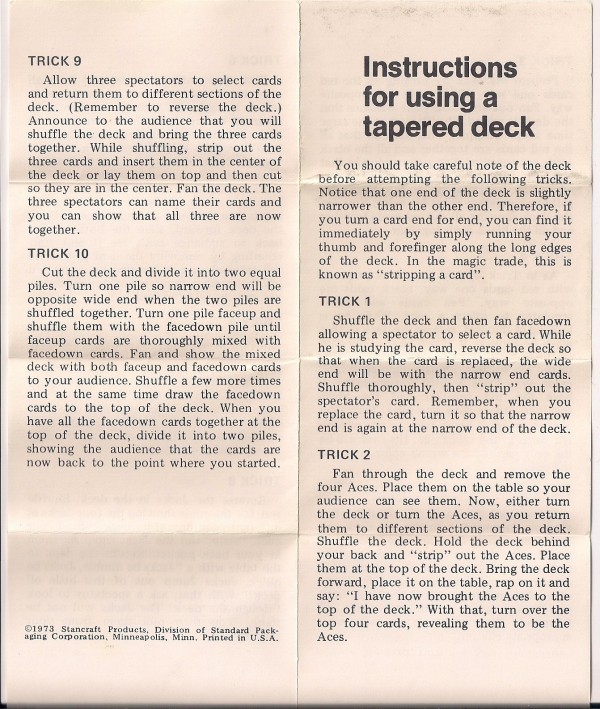 TRICK 9
Allow three spectators to select cards
and return them to different sections of the
deck. (Remember to reverse the deck.)
Announce to the audience that you will
shuffle the deck and bring the three cards
together. While shuffling, strip out the
three cards and insert them in the center of
the deck or lay them on top and then cut
so they are in the center. Fan the deck. The
three spectators can name their cards and
you can show that all three are now
together.
TRICK 10
Cut the deck and divide it into two equal
piles. Turn one pile so narrow end will be
opposite wide end when the two piles are
shuffled together. Turn one pile faceup and
shuffle them with the facedown pile until
faceup cards are thoroughly mixed with
facedown cards. Fan and show the mixed
deck with both faceup and facedown cards
to your audience. Shuffle a few more times
and at the same time draw the facedown
cards to the top of the deck. When you
have all the facedown cards together at the
top of the deck, divide it into two piles,
showing the audience that the cards are
now back to the point where you started.
©1973 Stancraft Products, Division of Standard Pack-
aging Corporation, Minneapolis, Minn. Printed in U.S.A.
Instructions
for using a
tapered deck
You should take careful note of the deck
before attempting the following tricks.
Notice that one end of the deck is slightly
narrower than the other end. Therefore, if
you turn a card end for end, you can find it
immediately by simply running your
thumb and forefinger along the long edges
of the deck. In the magic trade, this is
known as “stripping a card”.
TRICK 1
Shuffle the deck and then fan facedown
allowing a spectator to select a card. While
he is studying the card, reverse the deck so
that when the card is replaced, the wide
end will be with the narrow end cards.
Shuffle thoroughly, then “strip” out the
spectator’s card. Remember, when you
replace the card, turn it so that the narrow
end is again at the narrow end of the deck.
TRICK 2
Fan through the deck and remove the
four Aces. Place them on the table so your
audience can see them. Now, either turn
the deck or turn the Aces, as you return
them to different sections of the deck.
Shuffle the deck. Hold the deck behind
your back and “strip” out the Aces. Place
them at the top of the deck. Bring the deck
forward, place it on the table, rap on it and
say: “I have now brought the Aces to the
top of the deck.” With that, turn over the
top four cards, revealing them to be the
Aces.